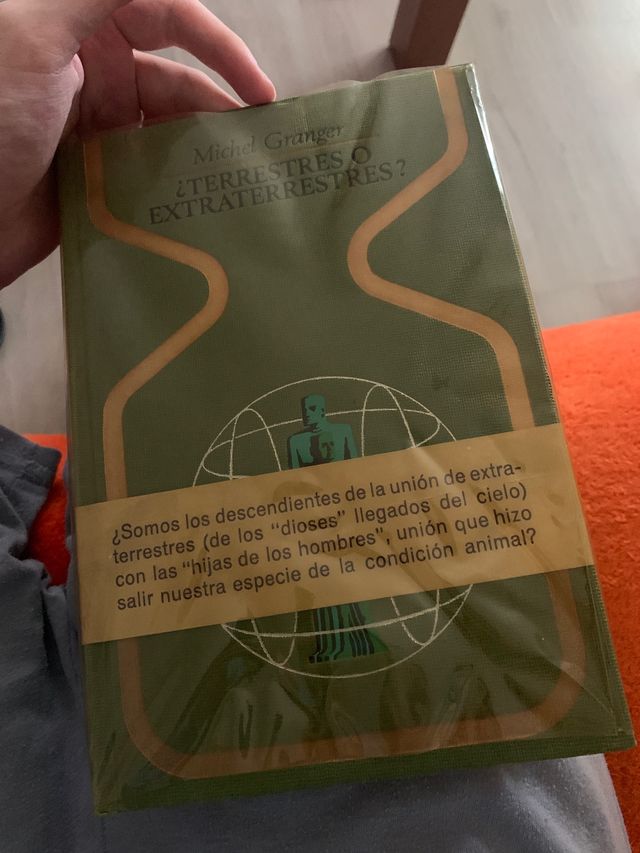 Michel Granger
¿TERRESTRES O
EXTRATERRESTRES?
¿Somos los descendientes de la unión de extra-
terrestres (de los "dioses" llegados del cielo)
con las "hijas de los hombres", unión que hizo
salir nuestra especie de la condición animal?